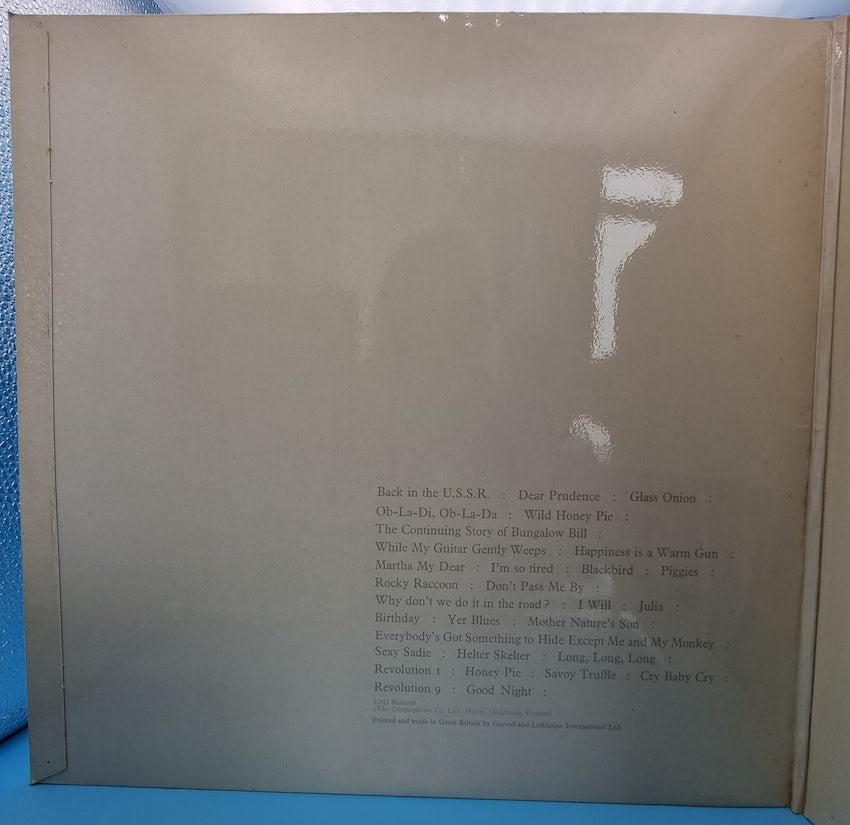 Back in the U.S.S.R. : Dear Prudence : Glass Onion :
Ob-La-Di, Ob-La-Da : Wild Honey Pie :
The Continuing Story of Bungalow Bill :
While My Guitar Gently Weeps : Happiness is a Warm Gun :
Martha My Dear : I'm so tired : Blackbird : Piggies :
Rocky Raccoon : Don't Pass Me By :
Why don't we do it in the road? : I Will : Julia :
Birthday : Yer Blues : Mother Nature's Son :
Everybody's Got Something to Hide Except Me and My Monkey :
Sexy Sadie : Helter Skelter : Long, Long, Long :
Revolution 1 : Honey Pie : Savoy Truffle : Cry Baby Cry :
Revolution 9 : Good Night :
EMI Records
(The Gramophone Co. Ltd.) Hayes, Middlesex, England
Printed and made in Great Britain by Garrod and Lofthouse International Ltd.